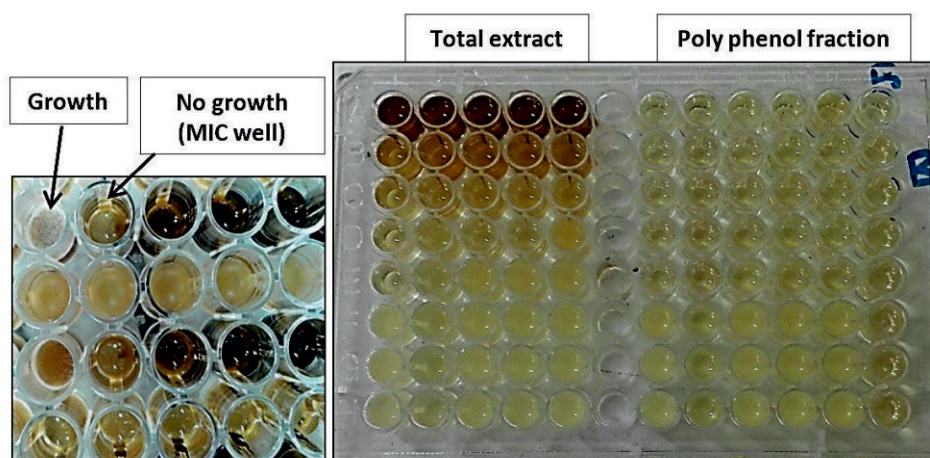 Total extract
Poly phenol fraction
Growth
No growth
(MIC well)